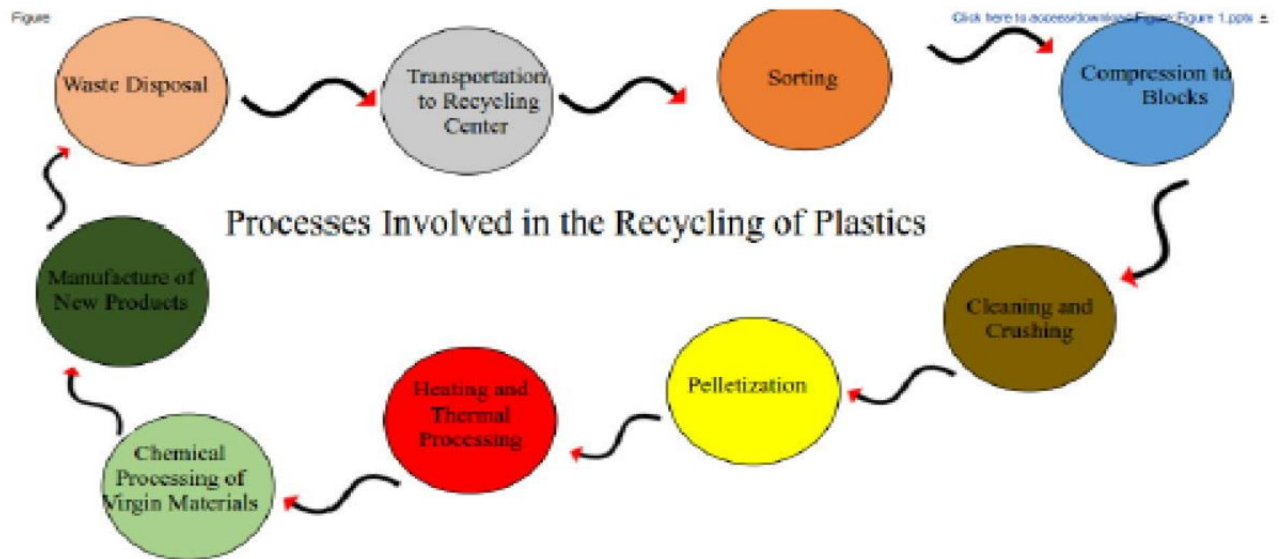 Figure
Click here to access/download;Figure;Figure 1.pptx
Waste Disposal
Transportation
to Recycling
Center
Sorting
Compression to
Blocks
Processes Involved in the Recycling of Plastics
Manufacture of
New Products
Cleaning and
Crushing
Pelletization
Heating and
Thermal
Processing
Chemical
Processing of
Virgin Materials